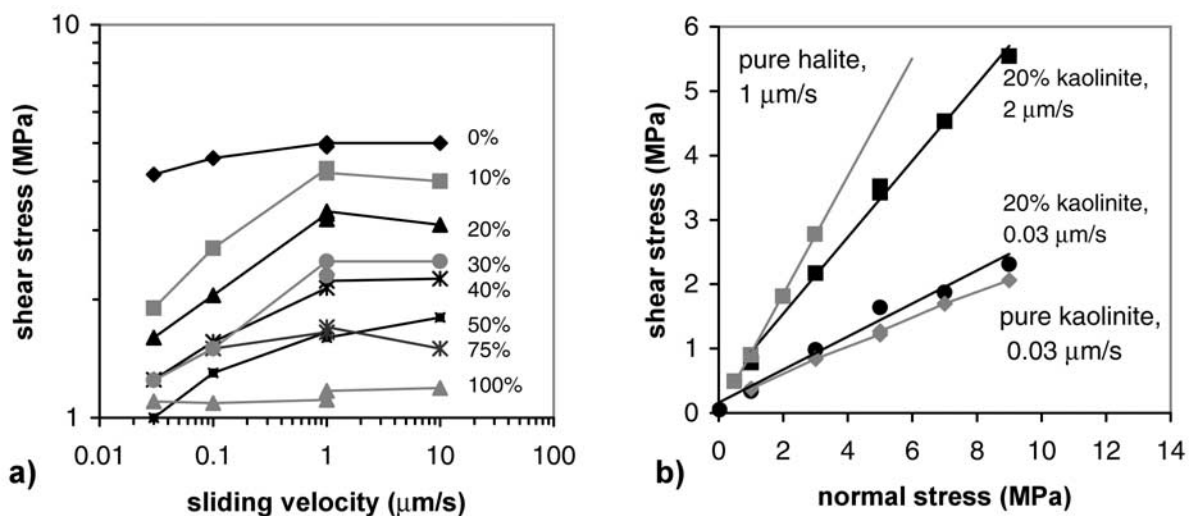 10
1
shear stress (MPa)
0%
10%
20%
30%
40%
50%
75%
100%
0.01
0.1
1
10
100
a)
sliding velocity (μm/s)
6
5
4
3
2
1
0
shear stress (MPa)
pure halite,
1 μm/s
20% kaolinite,
2 μm/s
20% kaolinite,
0.03 μm/s
pure kaolinite,
0.03 μm/s
0
2
4
6
8
10
12
14
b)
normal stress (MPa)